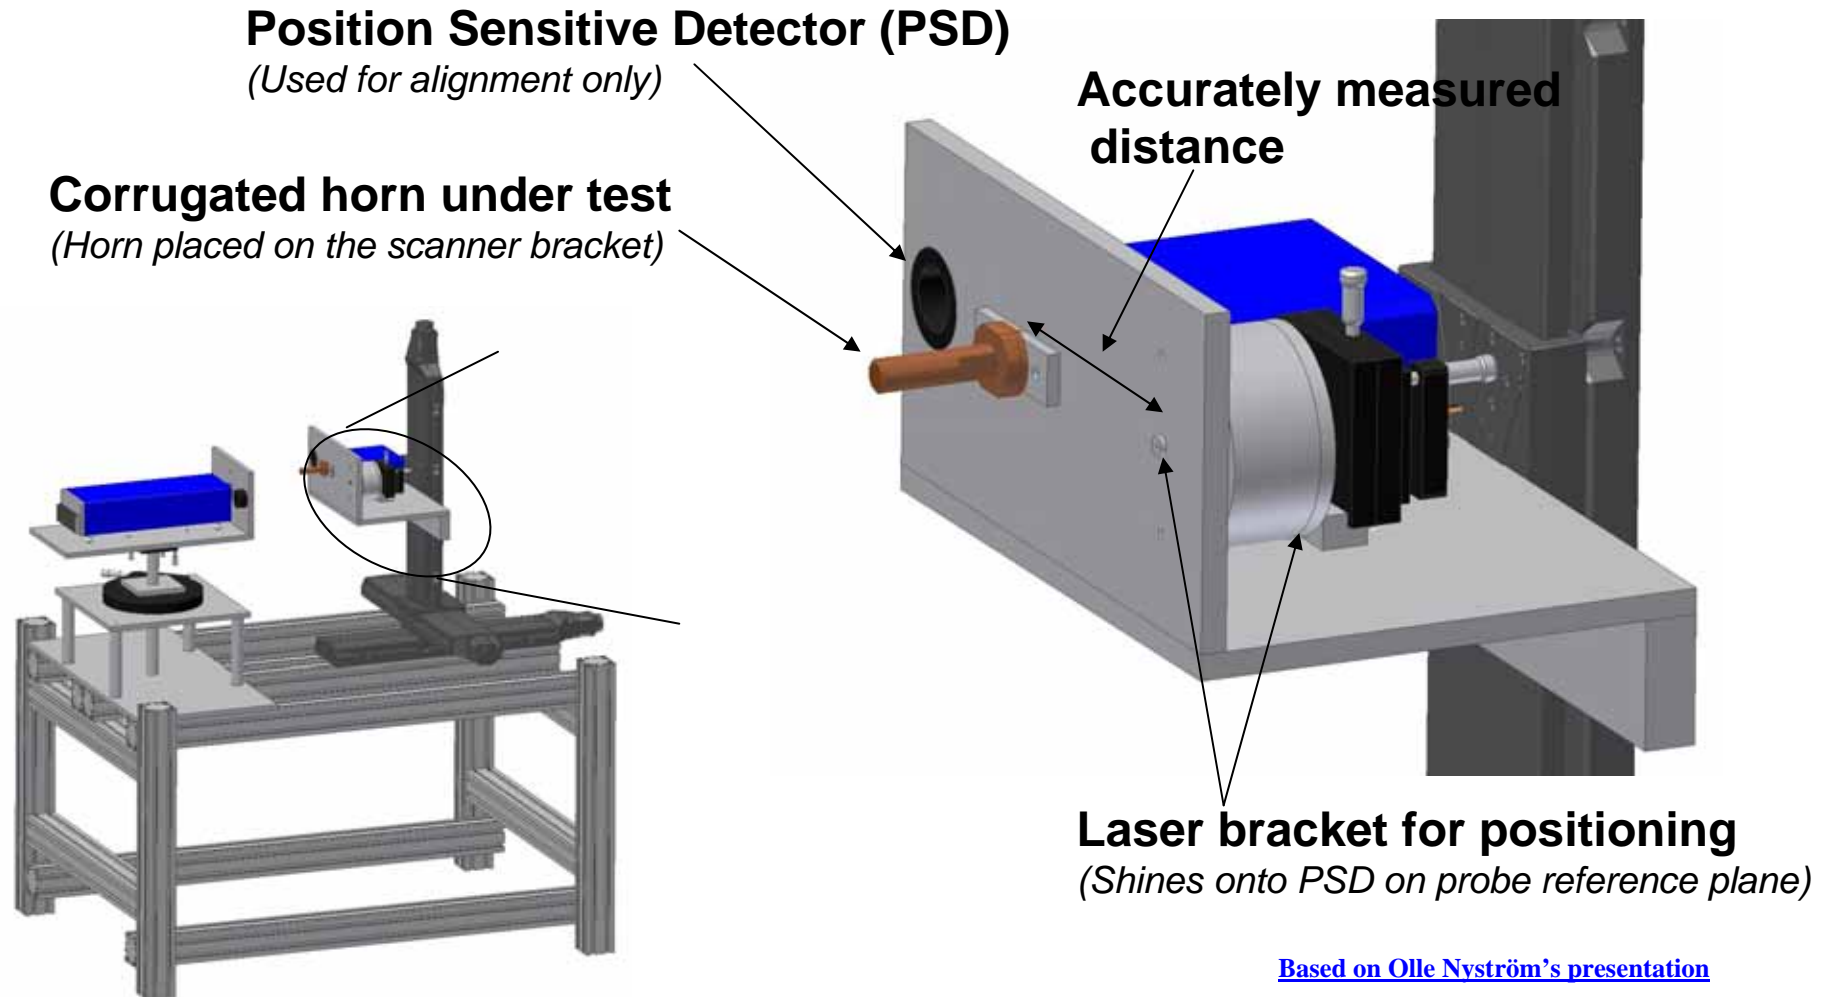 Position Sensitive Detector (PSD)
(Used for alignment only)
Accurately measured
distance
Corrugated horn under test
(Horn placed on the scanner bracket)
Laser bracket for positioning
(Shines onto PSD on probe reference plane)
Based on Olle Nyström’s presentation